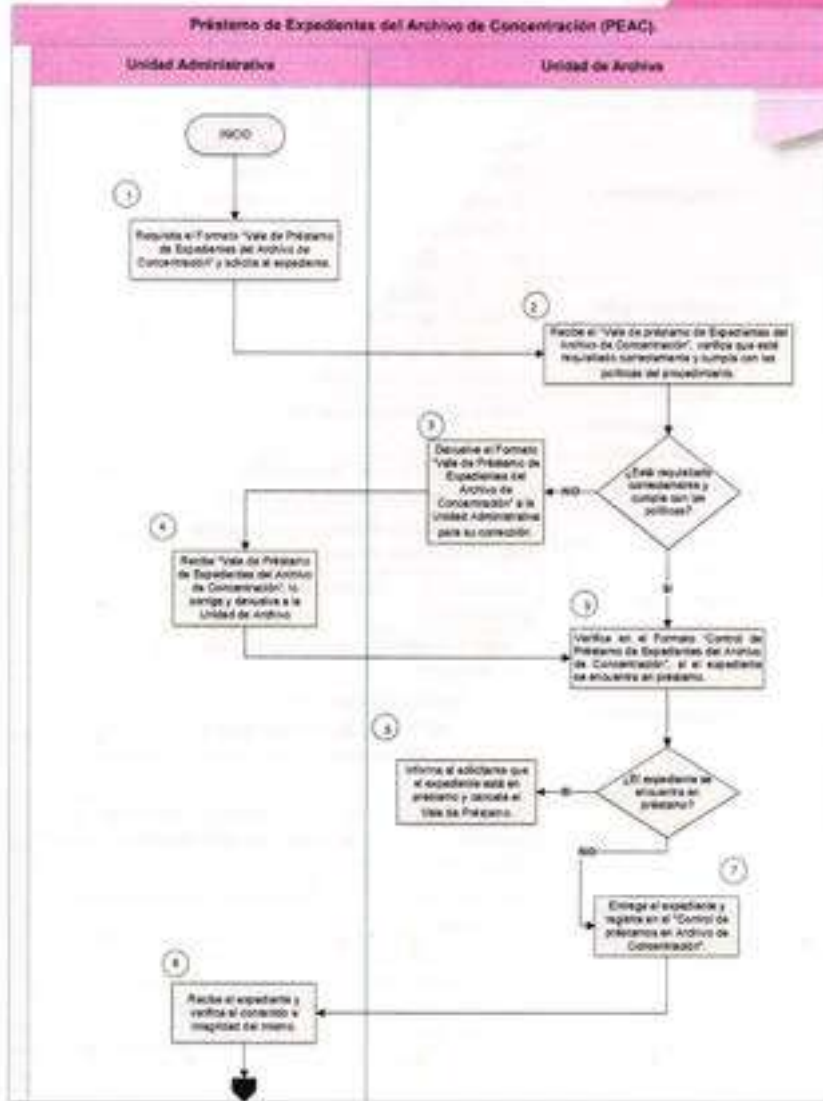 Préstamo de Expedientes del Archivo de Concentración (PEAC).
Unidad Administrativa
Unidad de Archivo
INICIO
1
Requisita el Formato "Vale de Préstamo
de Expedientes del Archivo de
Concentración" y solicita el expediente.
2
Recibe el "Vale de préstamo de Expedientes del
Archivo de Concentración", verifica que esté
requisitado correctamente y cumpla con las
políticas del procedimiento.
¿Está requisitado
correctamente y
cumple con las
políticas?
NO
3
Devuelve el Formato
"Vale de Préstamo de
Expedientes del
Archivo de
Concentración" a la
Unidad Administrativa
para su corrección.
4
Recibe "Vale de Préstamo
de Expedientes del Archivo
de Concentración", lo
corrige y devuelve a la
Unidad de Archivo
SI
5
Verifica en el Formato "Control de
Préstamo de Expedientes del Archivo
de Concentración", si el expediente
se encuentra en préstamo.
¿El expediente se
encuentra en
préstamo?
SI
Informa al solicitante que
el expediente está en
préstamo y cancela el
Vale de Préstamo.
NO
7
Entrega el expediente y
registra en el "Control de
préstamos en Archivo de
Concentración".
Recibe el expediente y
verifica el contenido e
integridad del mismo.